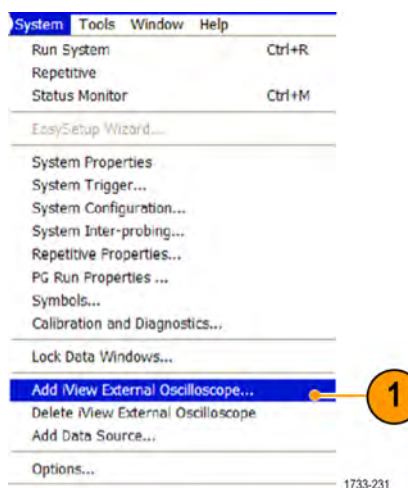 System Tools Window Help
Run System Ctrl+R
Repetitive
Status Monitor Ctrl+M
EasySetup Wizard...
System Properties
System Trigger...
System Configuration...
System Inter-probing...
Repetitive Properties...
PG Run Properties ...
Symbols...
Calibration and Diagnostics...
Lock Data Windows...
Add iView External Oscilloscope...
1
Delete iView External Oscilloscope
Add Data Source...
Options...
1733-231